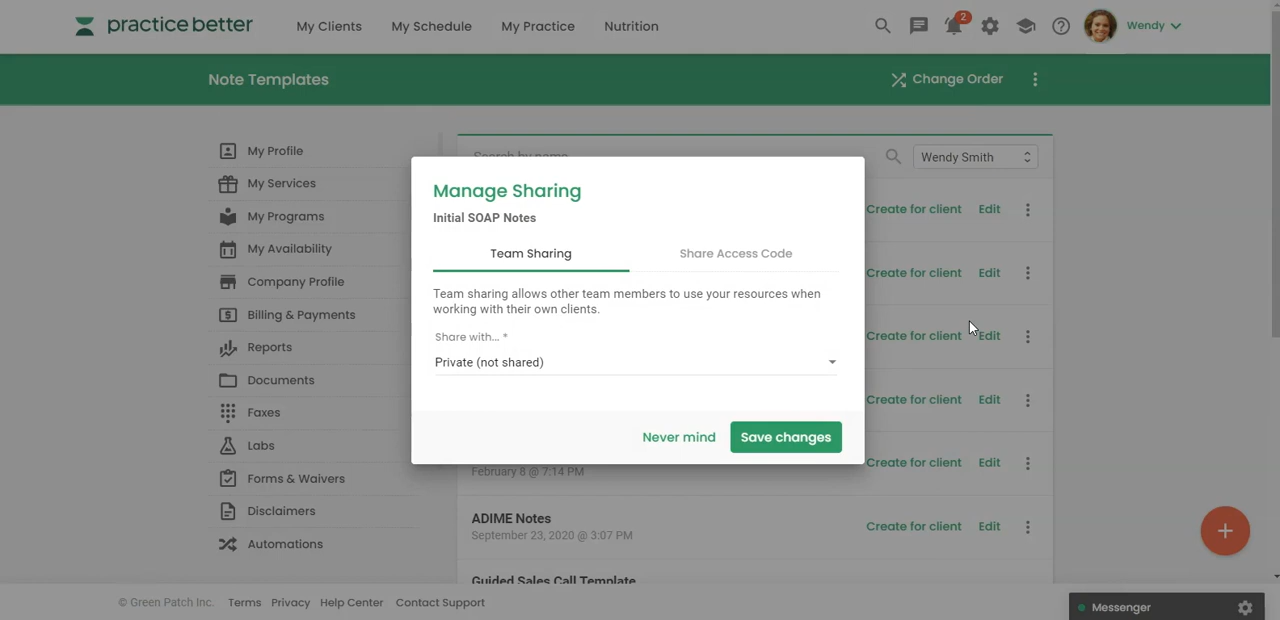 practice better
My Clients
My Schedule
My Practice
Nutrition
2
Wendy
Note Templates
Change Order
My Profile
My Services
My Programs
My Availability
Company Profile
Billing & Payments
Reports
Documents
Faxes
Labs
Forms & Waivers
Disclaimers
Automations
Search by name
Wendy Smith
Create for client Edit
Create for client Edit
Create for client Edit
Create for client Edit
Create for client Edit
February 8 @ 7:14 PM
ADIME Notes
September 23, 2020 @ 3:07 PM
Create for client Edit
Guided Sales Call Template
Manage Sharing
Initial SOAP Notes
Team Sharing
Share Access Code
Team sharing allows other team members to use your resources when
working with their own clients.
Share with... *
Private (not shared)
Never mind
Save changes
© Green Patch Inc.
Terms
Privacy
Help Center
Contact Support
Messenger